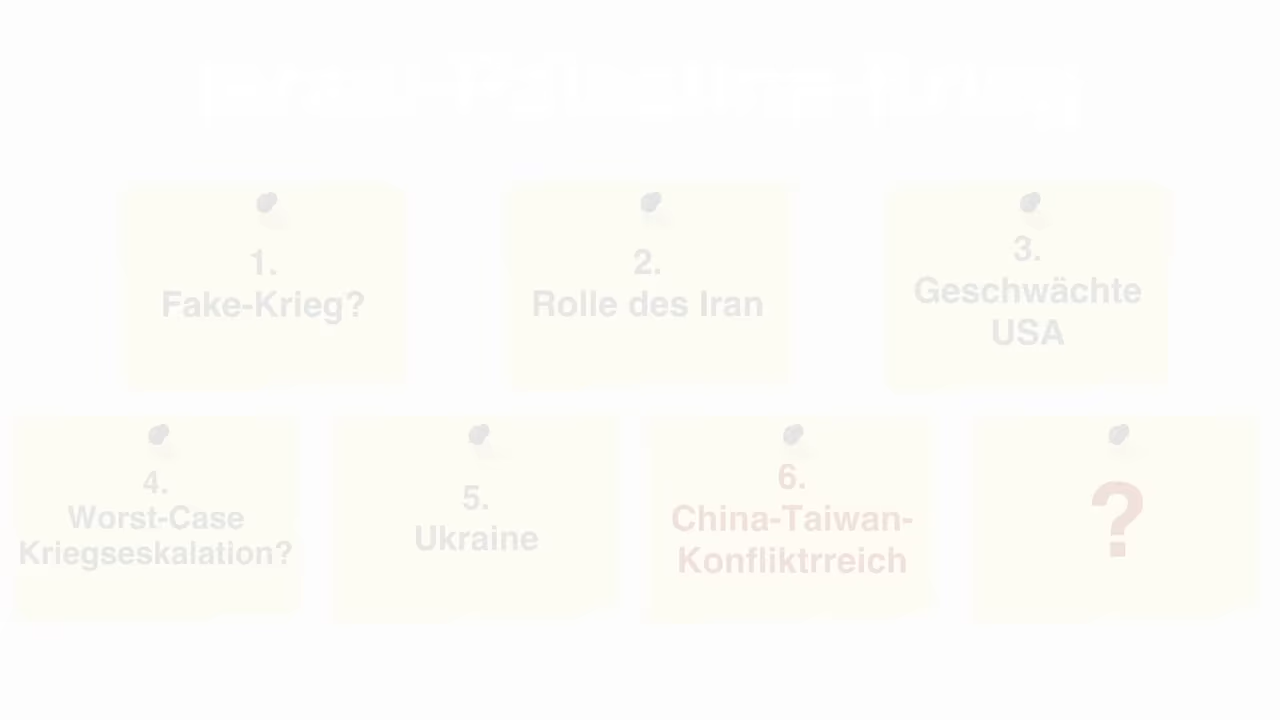 1.
Fake-Krieg?
2.
Rolle des Iran
3.
Geschwächte
USA
4.
Worst-Case
Kriegseskalation?
5.
Ukraine
6.
China-Taiwan-
Konfliktrreich
?